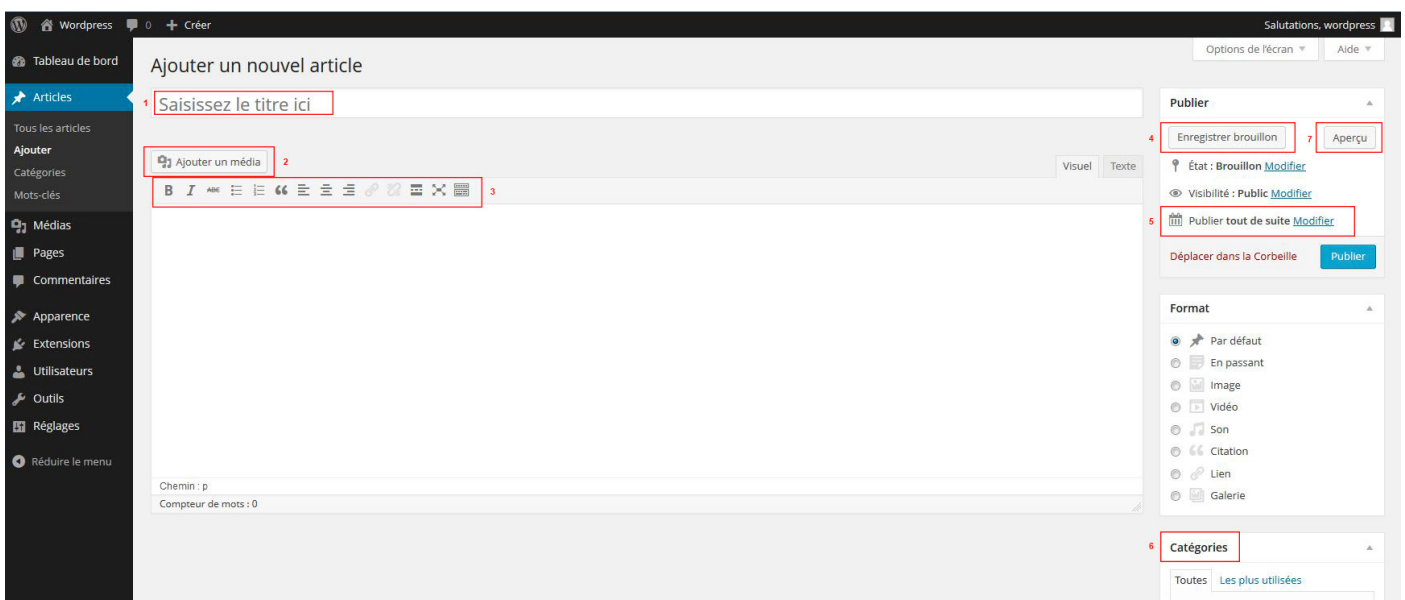 Wordpress 0 + Créer
Salutations, wordpress
Options de l'écran ▼ Aide ▼
Tableau de bord
Articles
Tous les articles
Ajouter
Catégories
Mots-clés
Médias
Pages
Commentaires
Apparence
Extensions
Utilisateurs
Outils
Réglages
Réduire le menu
Ajouter un nouvel article
1 Saisissez le titre ici
Ajouter un média 2
Visuel Texte
B I ABE 3
Chemin : p
Compteur de mots : 0
Publier
4 Enregistrer brouillon 7 Aperçu
État : Brouillon Modifier
Visibilité : Public Modifier
5 Publier tout de suite Modifier
Déplacer dans la Corbeille Publier
Format
Par défaut
En passant
Image
Vidéo
Son
Citation
Lien
Galerie
6 Catégories
Toutes Les plus utilisées